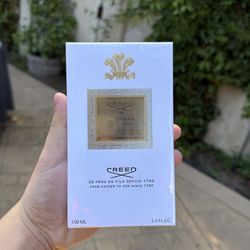 CREED
DE PÈRE EN FILS DEPUIS 1760
FROM FATHER TO SON SINCE 1760
100 ML
3.3 FL.OZ.